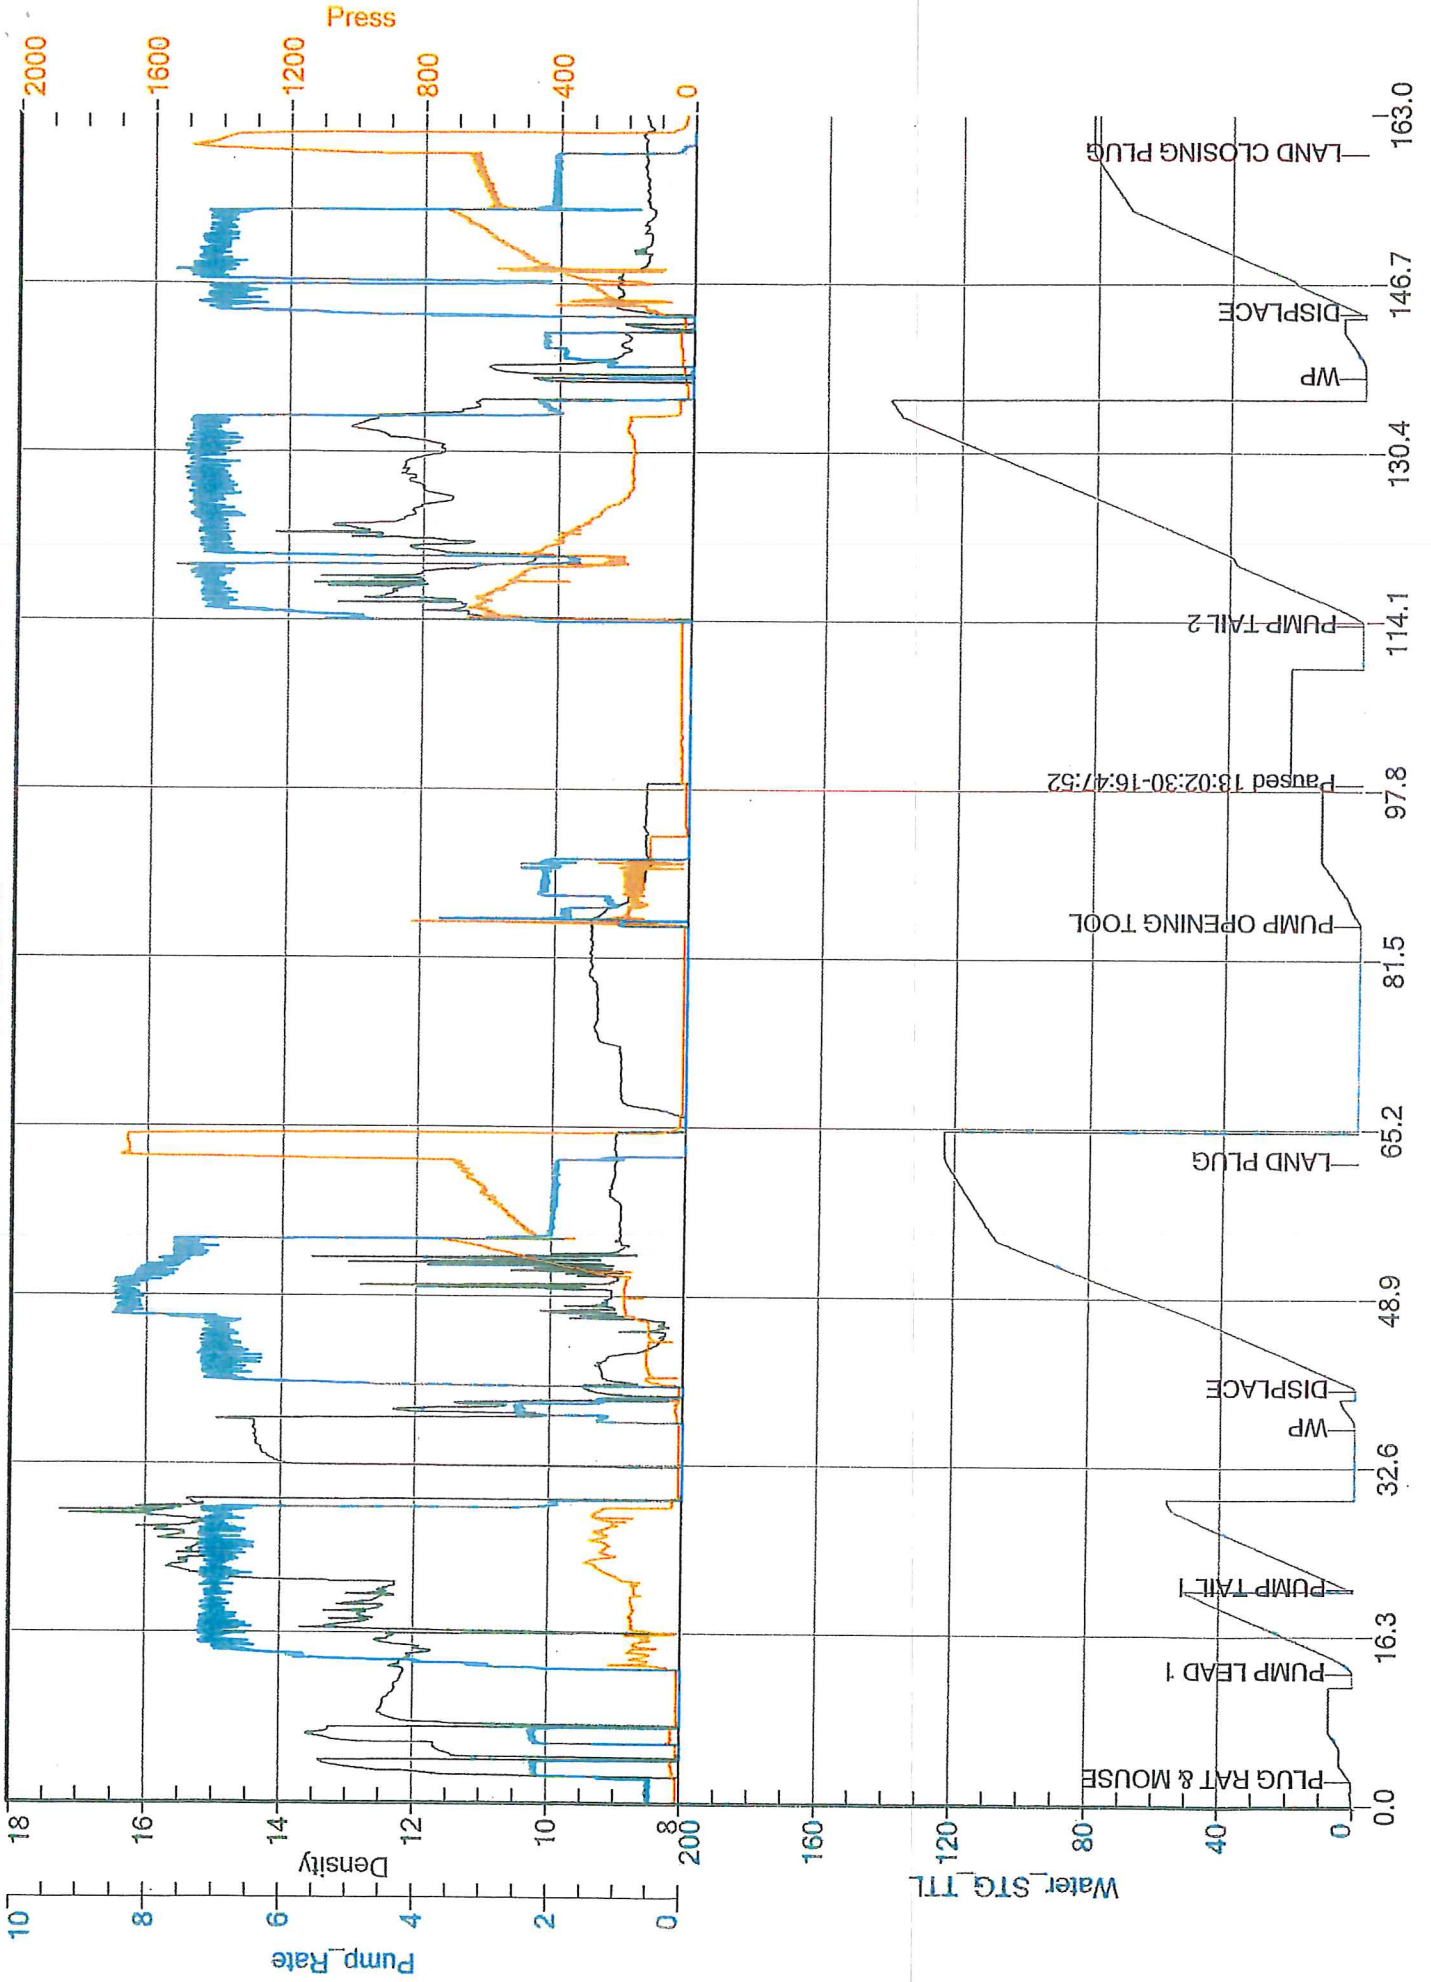 Press
2000
1600
1200
800
400
0
18
16
14
12
10
8
Density
10
8
6
4
2
0
Pump_Rate
200
160
120
80
40
0
Water_STG_TTL
PLUG RAT & MOUSE
PUMP LEAD 1
PUMP TAIL 1
WP
DISPLACE
LAND PLUG
PUMP OPENING TOOL
Paused 13:02:30-16:47:52
PUMP TAIL 2
WP
DISPLACE
LAND CLOSING PLUG
0.0
16.3
32.6
48.9
65.2
81.5
97.8
114.1
130.4
146.7
163.0